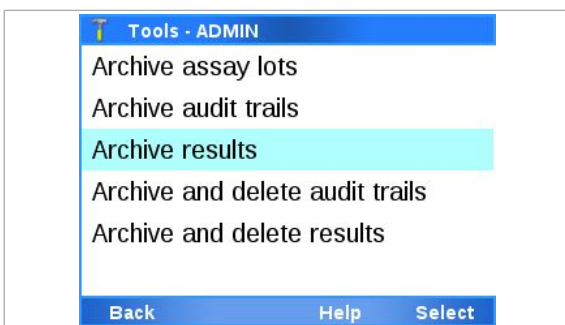 Tools - ADMIN
Archive assay lots
Archive audit trails
Archive results
Archive and delete audit trails
Archive and delete results
Back Help Select